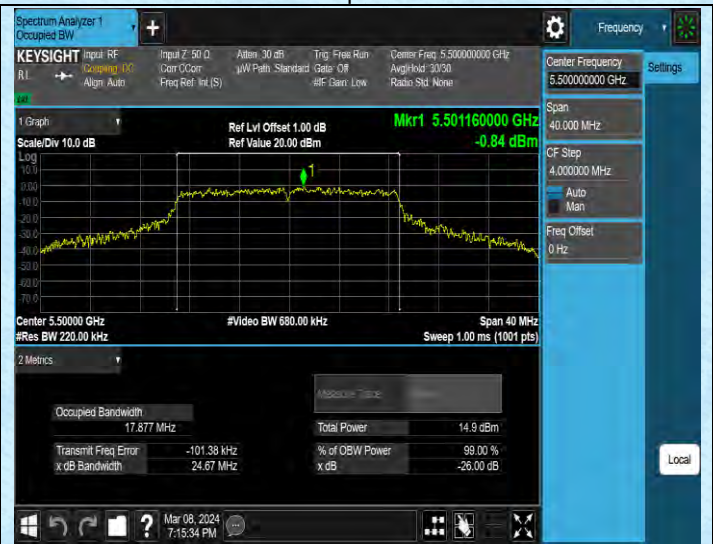 Spectrum Analyzer 1
Occupied BW
Frequency
KEYSIGHT
Input: RF
Coupling: DC
Align: Auto
Input Z: 50 Ω
Corr CCorr
Freq Ref: Int (S)
Atten: 30 dB
µW Path: Standard
Trig: Free Run
Gate: Off
#IF Gain: Low
Center Freq: 5.500000000 GHz
Avg|Hold: 30/30
Radio Std: None
Center Frequency
5.500000000 GHz
Settings
Span
40.000 MHz
CF Step
4.000000 MHz
Auto
Man
Freq Offset
0 Hz
1 Graph
Scale/Div 10.0 dB
Ref Lvl Offset 1.00 dB
Ref Value 20.00 dBm
Mkr1 5.501160000 GHz
-0.84 dBm
Log
10.0
0.00
-10.0
-20.0
-30.0
-40.0
-50.0
-60.0
-70.0
1
Center 5.50000 GHz
#Video BW 680.00 kHz
Span 40 MHz
#Res BW 220.00 kHz
Sweep 1.00 ms (1001 pts)
2 Metrics
Measure Trace
Occupied Bandwidth
17.877 MHz
Total Power
14.9 dBm
Transmit Freq Error
-101.38 kHz
% of OBW Power
99.00 %
x dB Bandwidth
24.67 MHz
x dB
-26.00 dB
Local
Mar 08, 2024
7:15:34 PM